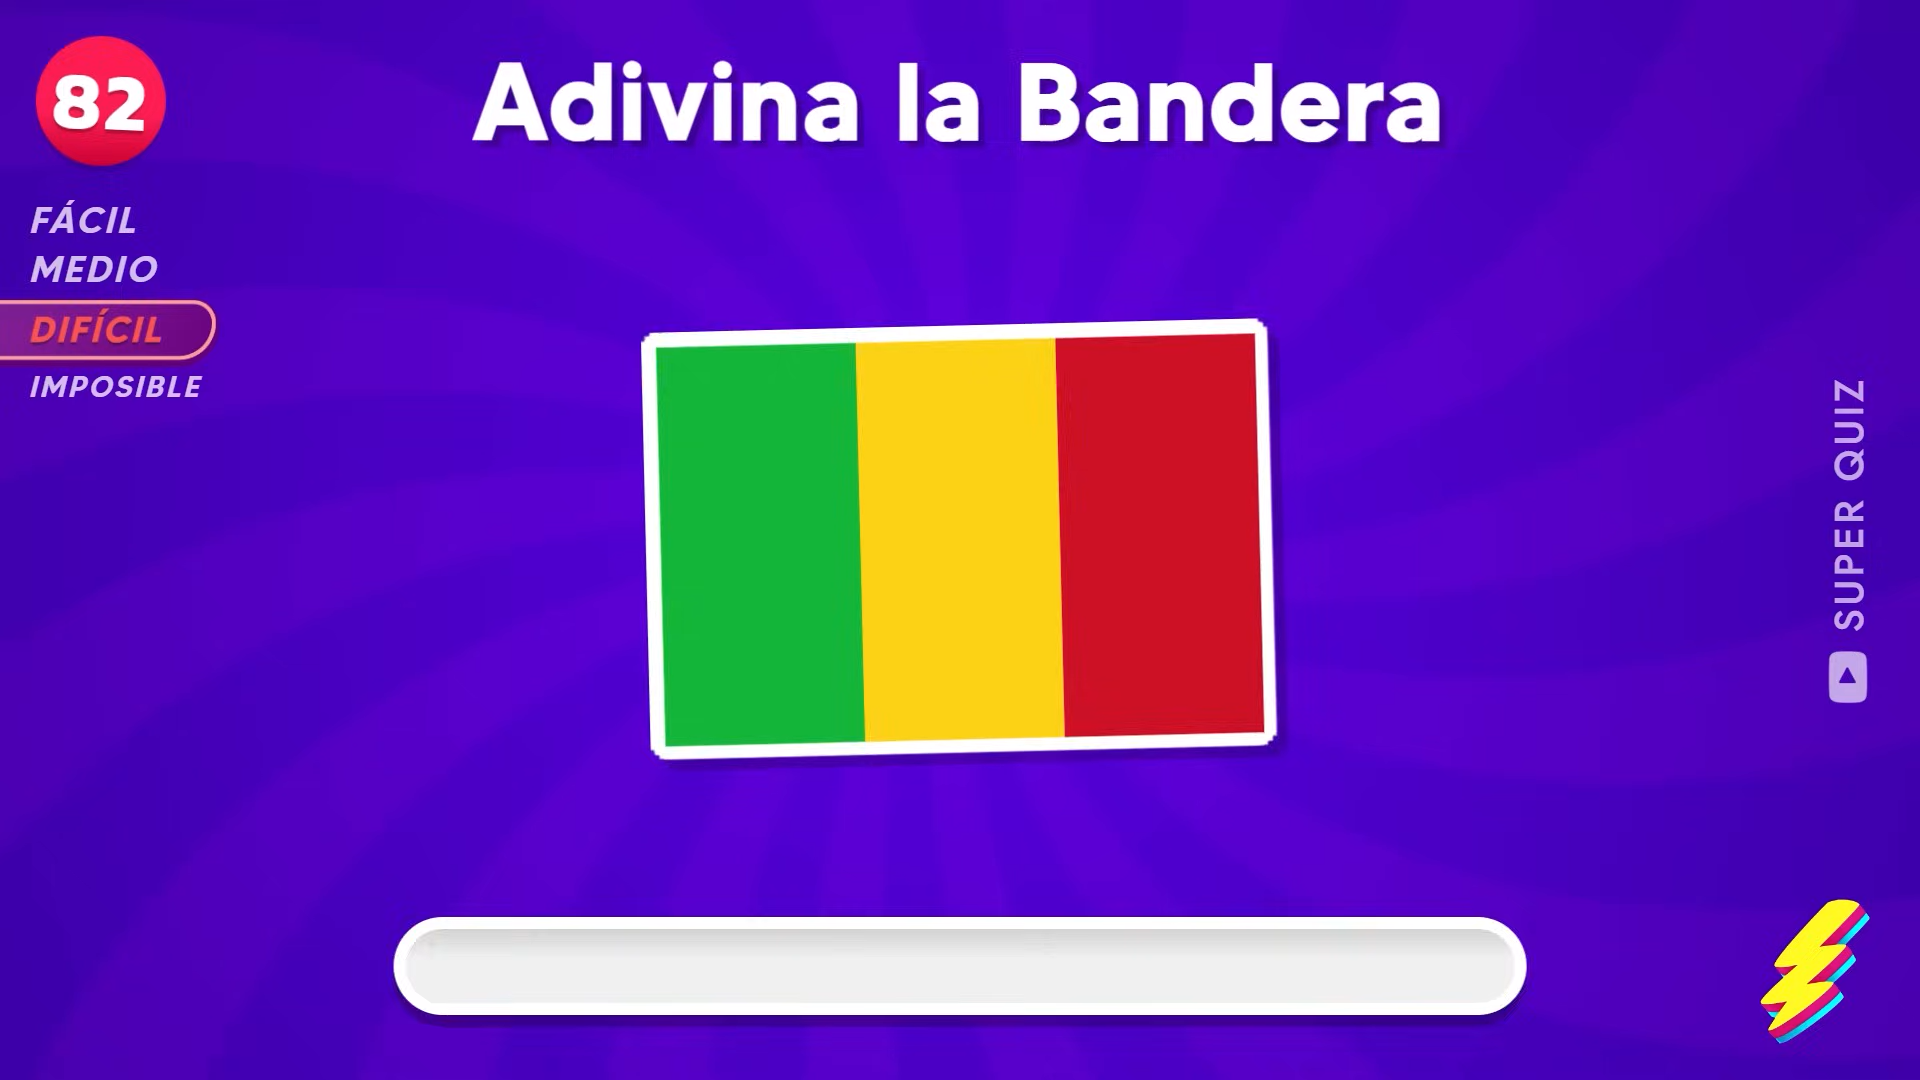 82
Adivina la Bandera
FÁCIL
MEDIO
DIFÍCIL
IMPOSIBLE
SUPER QUIZ